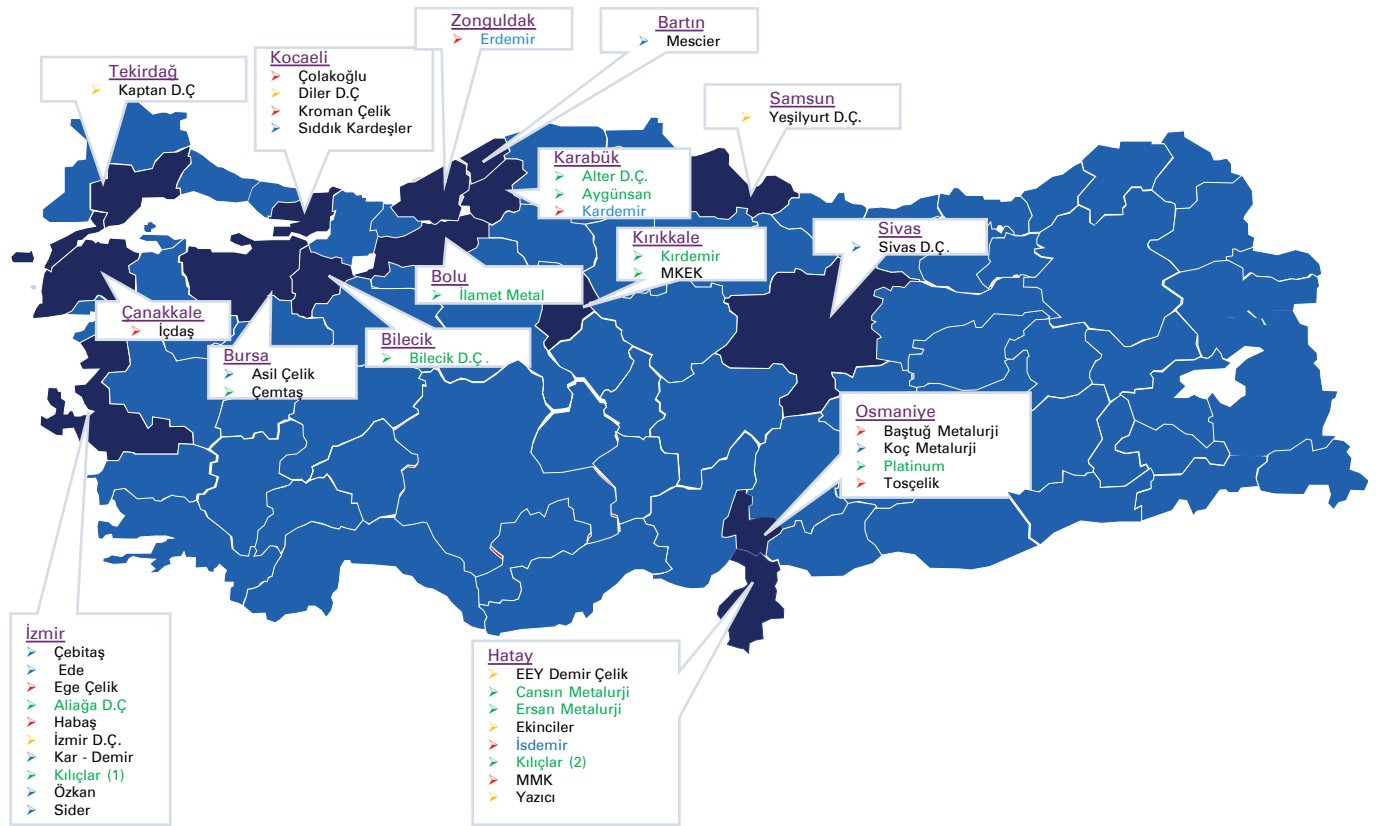 Zonguldak
Erdemir
Bartın
Mescier
Kocaeli
Çolakoğlu
Diler D.Ç
Kroman Çelik
Sıddık Kardeşler
Tekirdağ
Kaptan D.Ç
Samsun
Yeşilyurt D.Ç.
Karabük
Alter D.Ç.
Aygünsan
Kardemir
Sivas
Sivas D.Ç.
Kırıkkale
Kırdemir
MKEK
Bolu
İlamet Metal
Çanakkale
İçdaş
Bilecik
Bilecik D.Ç.
Bursa
Asil Çelik
Çemtaş
Osmaniye
Baştuğ Metalurji
Koç Metalurji
Platinum
Tosçelik
İzmir
Çebitaş
Ede
Ege Çelik
Aliağa D.Ç
Habaş
İzmir D.Ç.
Kar - Demir
Kılıçlar (1)
Özkan
Sider
Hatay
EEY Demir Çelik
Cansın Metalurji
Ersan Metalurji
Ekinciler
İsdemir
Kılıçlar (2)
MMK
Yazıcı